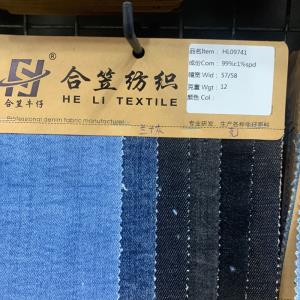 合笠牛仔
合笠纺织
HE LI TEXTILE
Professional denim fabric manufacturer
品名Item : HL09741
成份Com : 99%c1%spd
幅宽Wid : 57/58
克重Wgt : 12
颜色Col :
专业研发 生产各种牛仔面料